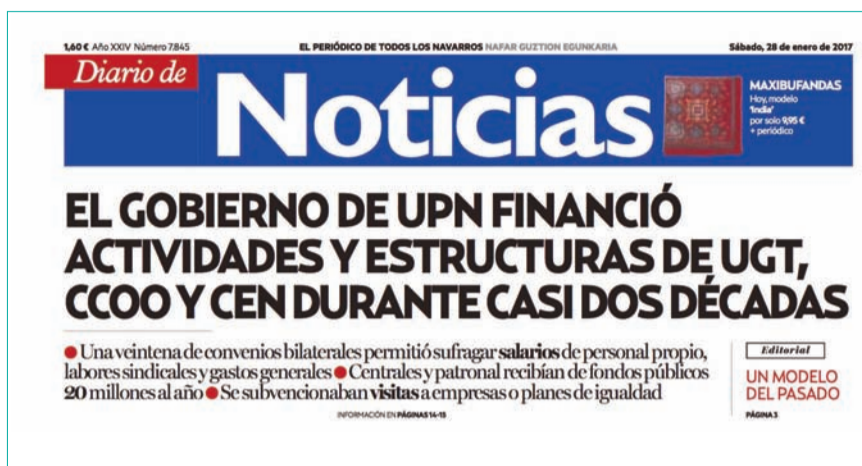 1,60 € Año XXIV Número 7.845
EL PERIÓDICO DE TODOS LOS NAVARROS NAFAR GUZTION EGUNKARIA
Sábado, 28 de enero de 2017
Diario de
Noticias
MAXIBUFANDAS
Hoy, modelo
'India'
por solo 9,95 €
+ periódico
EL GOBIERNO DE UPN FINANCIÓ
ACTIVIDADES Y ESTRUCTURAS DE UGT,
CCOO Y CEN DURANTE CASI DOS DÉCADAS
● Una veintena de convenios bilaterales permitió sufragar salarios de personal propio,
labores sindicales y gastos generales ● Centrales y patronal recibían de fondos públicos
20 millones al año ● Se subvencionaban visitas a empresas o planes de igualdad
INFORMACIÓN EN PÁGINAS 14-15
Editorial
UN MODELO
DEL PASADO
PÁGINA 3